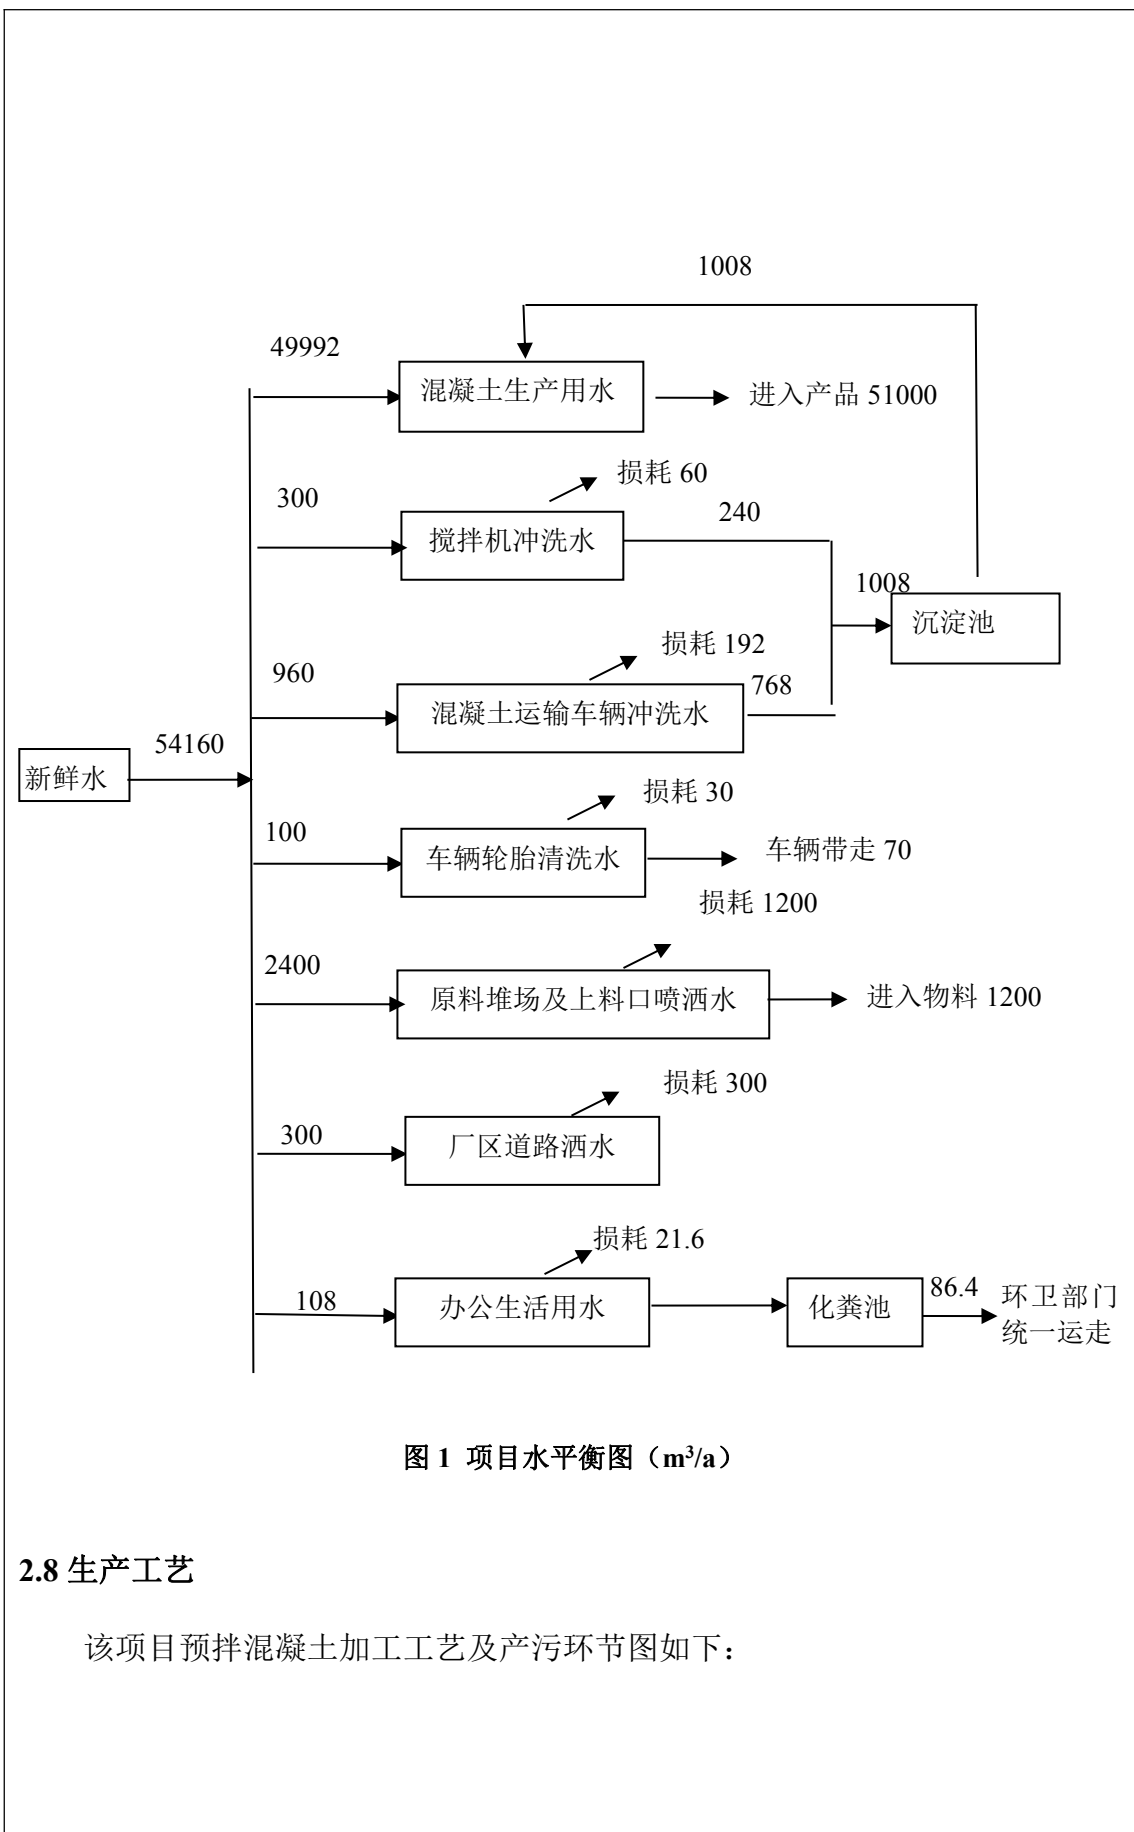 1008
49992
混凝土生产用水
进入产品 51000
损耗 60
300
240
搅拌机冲洗水
1008
沉淀池
损耗 192
960
768
混凝土运输车辆冲洗水
54160
新鲜水
损耗 30
100
车辆轮胎清洗水
车辆带走 70
损耗 1200
2400
原料堆场及上料口喷洒水
进入物料 1200
损耗 300
300
厂区道路洒水
损耗 21.6
108
办公生活用水
化粪池
86.4
环卫部门
统一运走
图 1 项目水平衡图（m³/a）
2.8 生产工艺
该项目预拌混凝土加工工艺及产污环节图如下：